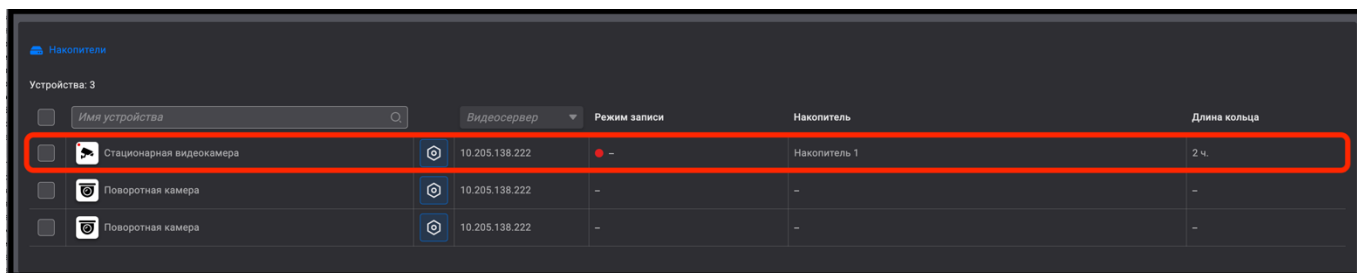 Накопители
Устройства: 3
Имя устройства Видеосервер Режим записи Накопитель Длина кольца
Стационарная видеокамера 10.205.138.222 – Накопитель 1 2 ч.
Поворотная камера 10.205.138.222 – – –
Поворотная камера 10.205.138.222 – – –